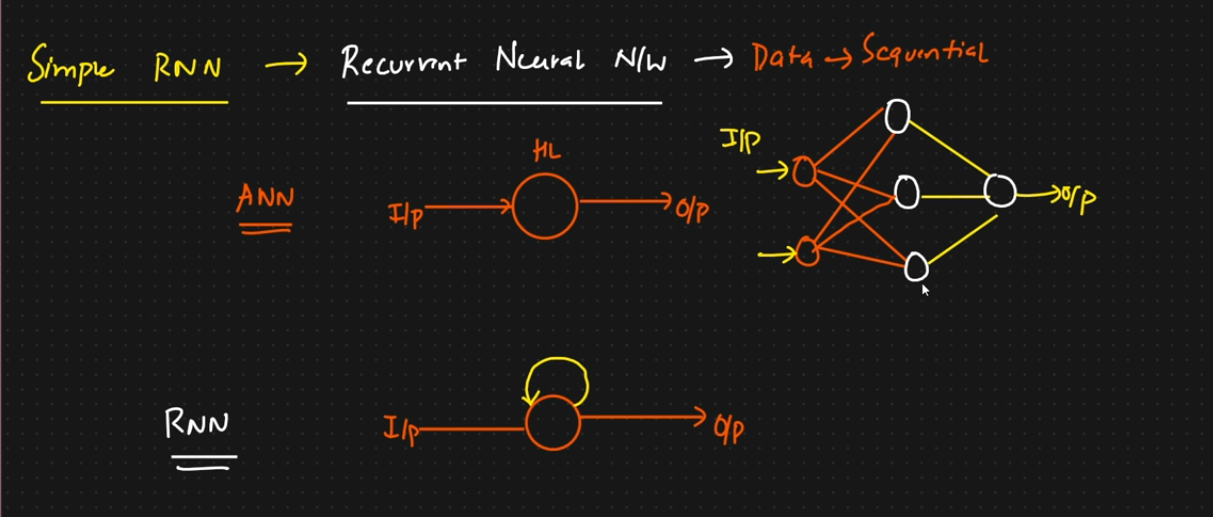 Simple RNN → Recurrent Neural N/W → Data → Sequential
I/p
HL
ANN
I/p
O/p
O/p
RNN
I/p
O/p